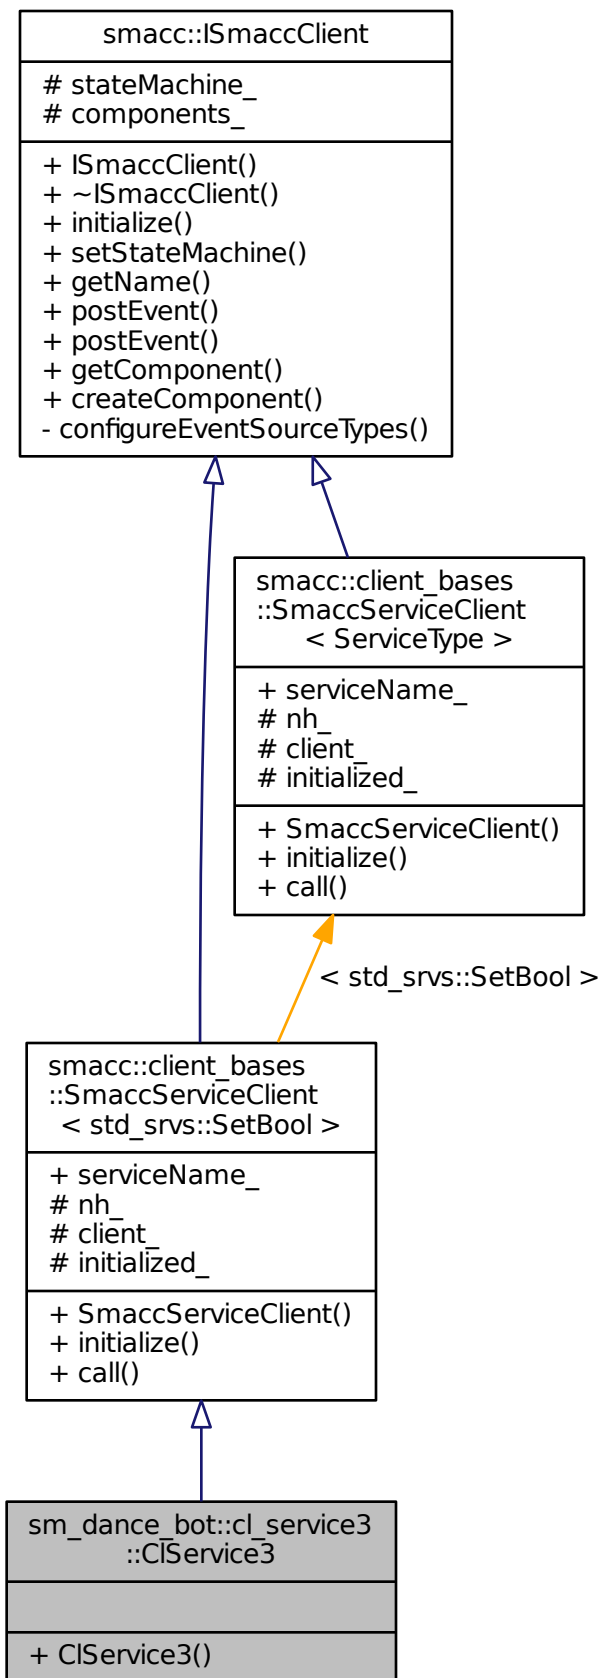 smacc::ISmaccClient
# stateMachine_
# components_
+ ISmaccClient()
+ ~ISmaccClient()
+ initialize()
+ setStateMachine()
+ getName()
+ postEvent()
+ postEvent()
+ getComponent()
+ createComponent()
- configureEventSourceTypes()
smacc::client_bases
::SmaccServiceClient
< ServiceType >
+ serviceName_
# nh_
# client_
# initialized_
+ SmaccServiceClient()
+ initialize()
+ call()
< std_srvs::SetBool >
smacc::client_bases
::SmaccServiceClient
< std_srvs::SetBool >
+ serviceName_
# nh_
# client_
# initialized_
+ SmaccServiceClient()
+ initialize()
+ call()
sm_dance_bot::cl_service3
::ClService3
+ ClService3()